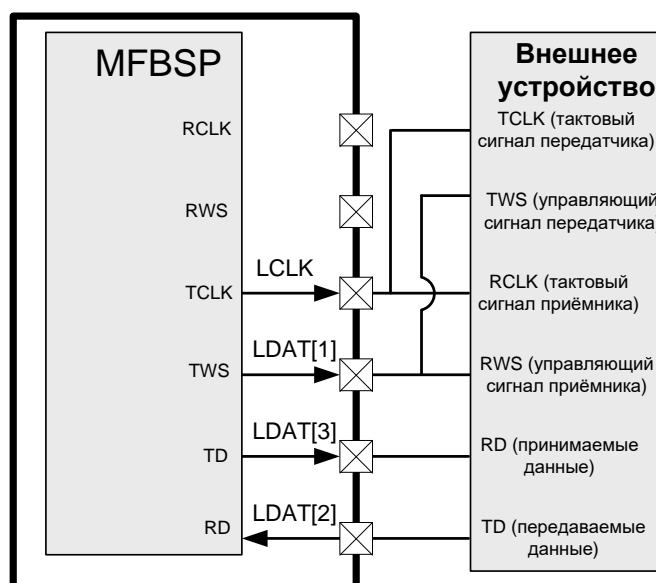 MFBSP
RCLK
RWS
LCLK
TCLK
LDAT[1]
TWS
LDAT[3]
TD
LDAT[2]
RD
Внешнее
устройство
TCLK (тактовый
сигнал передатчика)
TWS (управляющий
сигнал передатчика)
RCLK (тактовый
сигнал приёмника)
RWS (управляющий
сигнал приёмника)
RD (принимаемые
данные)
TD (передаваемые
данные)